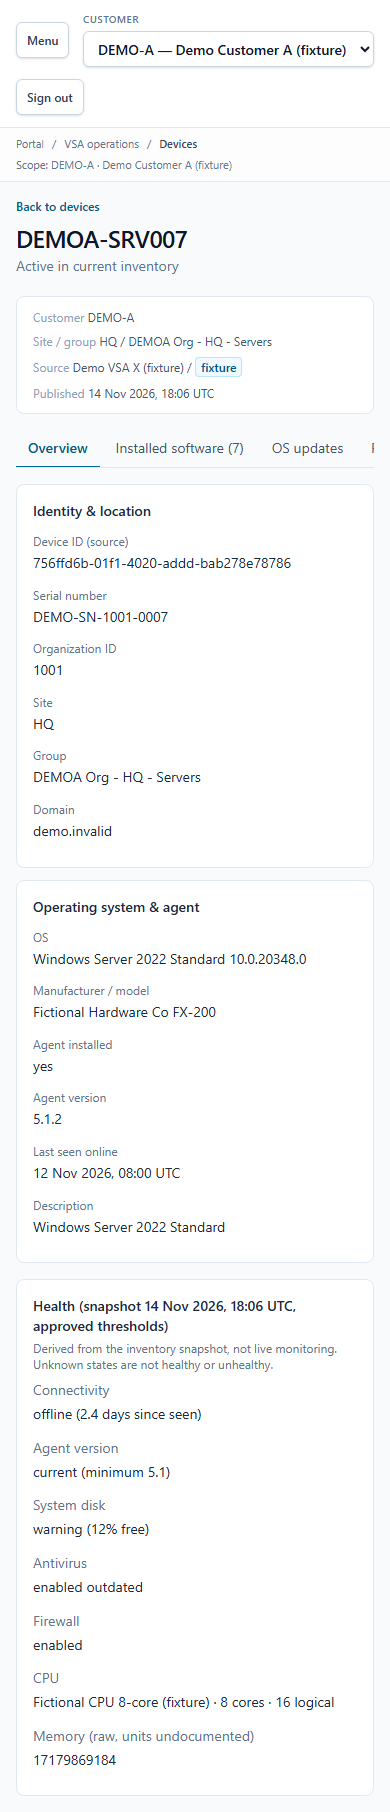 Menu
CUSTOMER
DEMO-A — Demo Customer A (fixture)
Sign out
Portal / VSA operations / Devices
Scope: DEMO-A · Demo Customer A (fixture)
Back to devices
DEMOA-SRV007
Active in current inventory
Customer DEMO-A
Site / group HQ / DEMOA Org - HQ - Servers
Source Demo VSA X (fixture) / fixture
Published 14 Nov 2026, 18:06 UTC
Overview Installed software (7) OS updates
Identity & location
Device ID (source)
756ffd6b-01f1-4020-addd-bab278e78786
Serial number
DEMO-SN-1001-0007
Organization ID
1001
Site
HQ
Group
DEMOA Org - HQ - Servers
Domain
demo.invalid
Operating system & agent
OS
Windows Server 2022 Standard 10.0.20348.0
Manufacturer / model
Fictional Hardware Co FX-200
Agent installed
yes
Agent version
5.1.2
Last seen online
12 Nov 2026, 08:00 UTC
Description
Windows Server 2022 Standard
Health (snapshot 14 Nov 2026, 18:06 UTC,
approved thresholds)
Derived from the inventory snapshot, not live monitoring.
Unknown states are not healthy or unhealthy.
Connectivity
offline (2.4 days since seen)
Agent version
current (minimum 5.1)
System disk
warning (12% free)
Antivirus
enabled outdated
Firewall
enabled
CPU
Fictional CPU 8-core (fixture) · 8 cores · 16 logical
Memory (raw, units undocumented)
17179869184